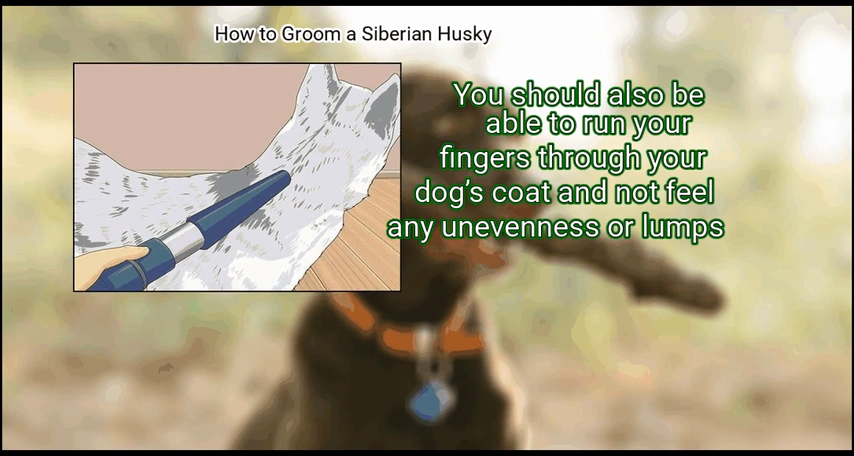 How to Groom a Siberian Husky
You should also be
able to run your
fingers through your
dog's coat and not feel
any unevenness or lumps